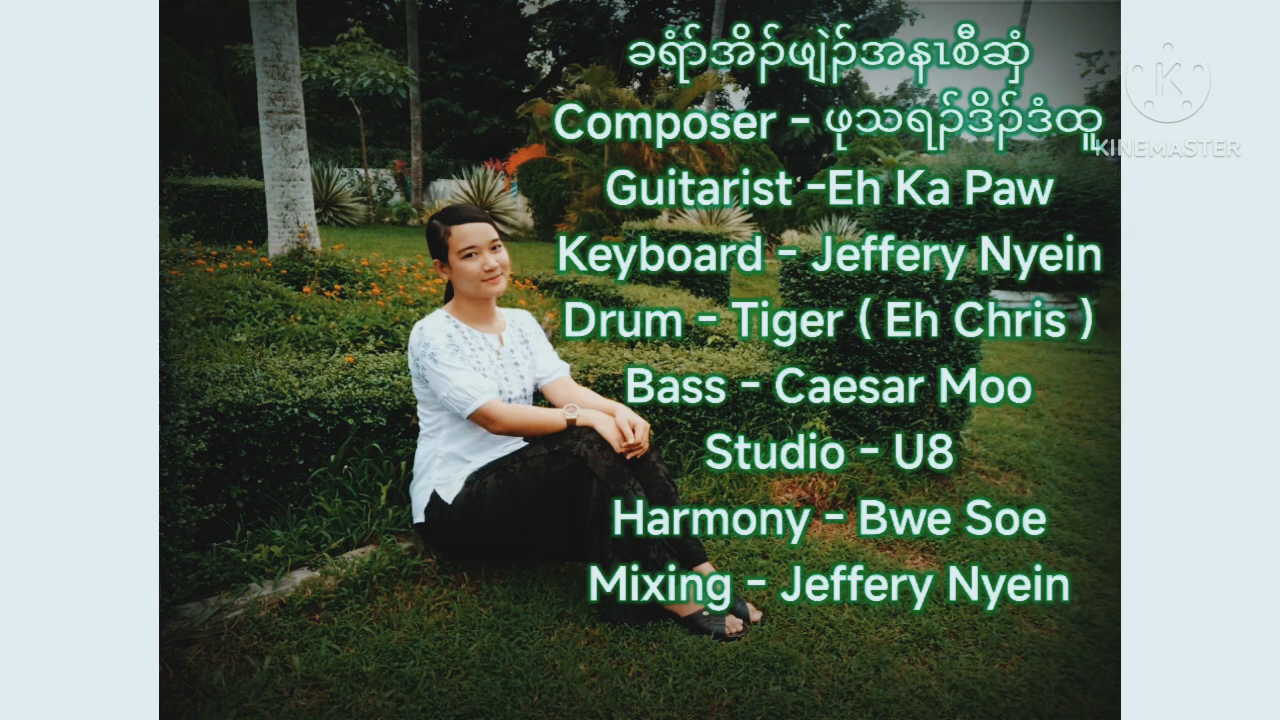 ခရံာ်အိၣ်ဖျဲၣ်အနၤစီဆှံ
Composer - ဖုသရၣ်ဒိၣ်ဒံထူ
Guitarist -Eh Ka Paw
Keyboard - Jeffery Nyein
Drum - Tiger ( Eh Chris )
Bass - Caesar Moo
Studio - U8
Harmony - Bwe Soe
Mixing - Jeffery Nyein
K
KINEMASTER